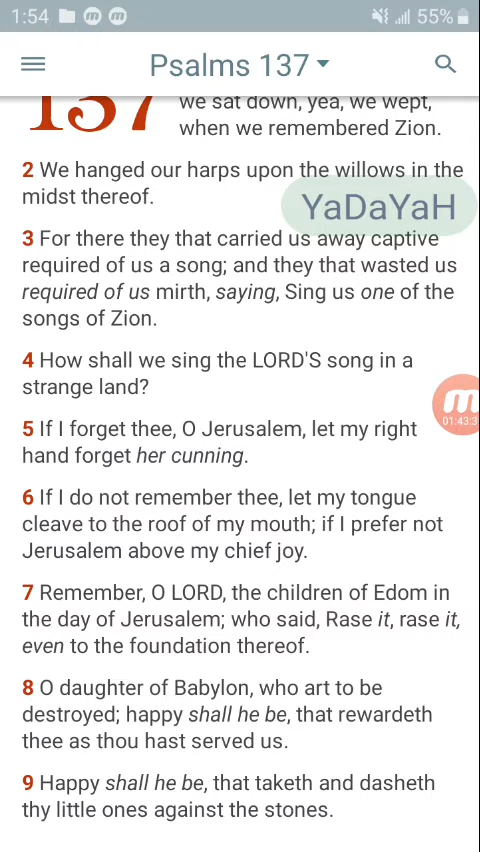 1:54 55%
Psalms 137
137 we sat down, yea, we wept,
when we remembered Zion.
2 We hanged our harps upon the willows in the
midst thereof.
YaDaYaH
3 For there they that carried us away captive
required of us a song; and they that wasted us
required of us mirth, saying, Sing us one of the
songs of Zion.
4 How shall we sing the LORD'S song in a
strange land?
5 If I forget thee, O Jerusalem, let my right
hand forget her cunning.
6 If I do not remember thee, let my tongue
cleave to the roof of my mouth; if I prefer not
Jerusalem above my chief joy.
01:43:3
7 Remember, O LORD, the children of Edom in
the day of Jerusalem; who said, Rase it, rase it,
even to the foundation thereof.
8 O daughter of Babylon, who art to be
destroyed; happy shall he be, that rewardeth
thee as thou hast served us.
9 Happy shall he be, that taketh and dasheth
thy little ones against the stones.